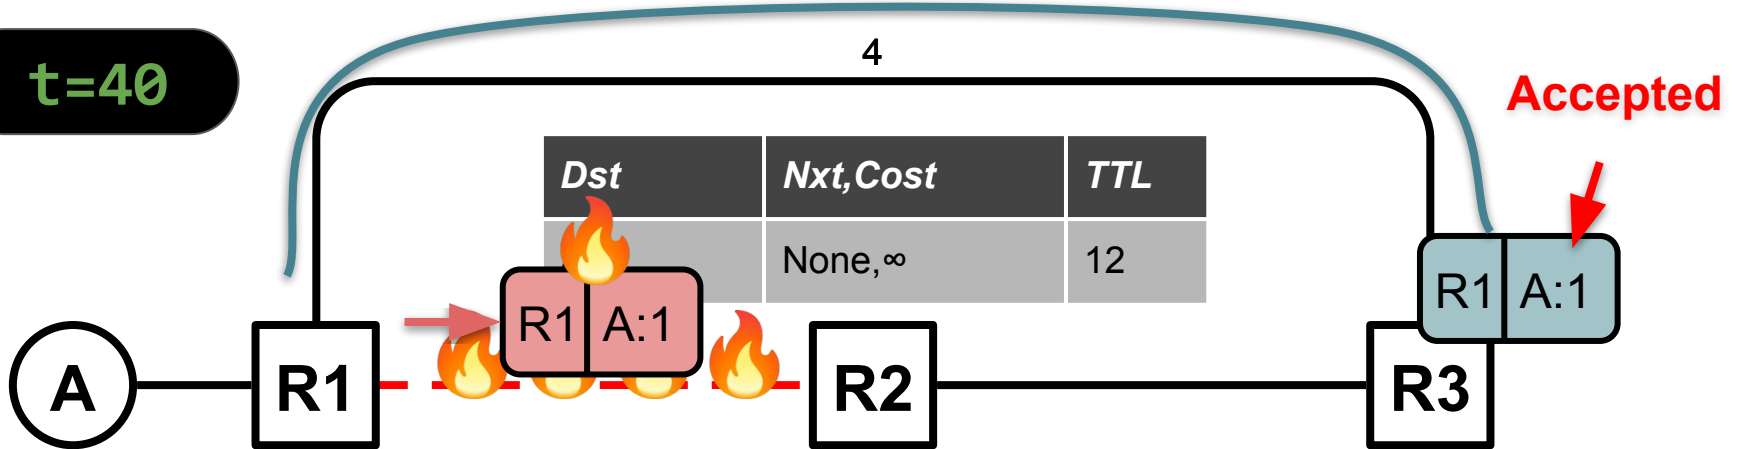 t=40
4
Accepted
Dst Nxt,Cost TTL
None,∞ 12
R1 A:1
R1 A:1
A R1 R2 R3